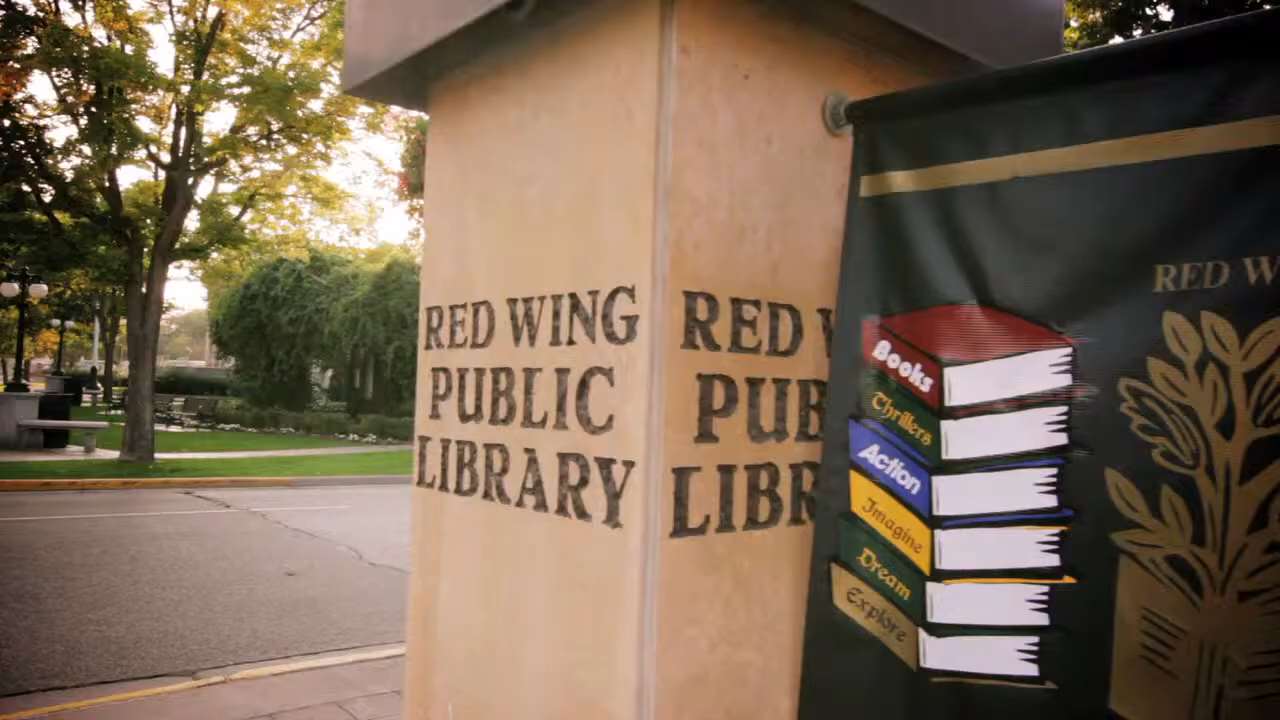 RED WING
PUBLIC
LIBRARY
RED
PUB
LIBR
RED W
Books
Thrillers
Action
Imagine
Dream
Explore